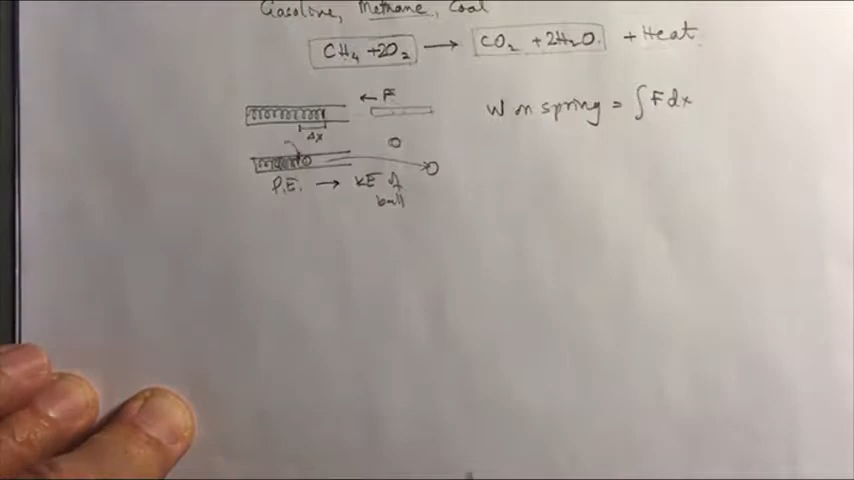 Gasoline, Methane, Coal
CH₄ + 2O₂ → CO₂ + 2H₂O + Heat
← F
W on spring = ∫ F dx
Δx
P.E. → KE of
ball